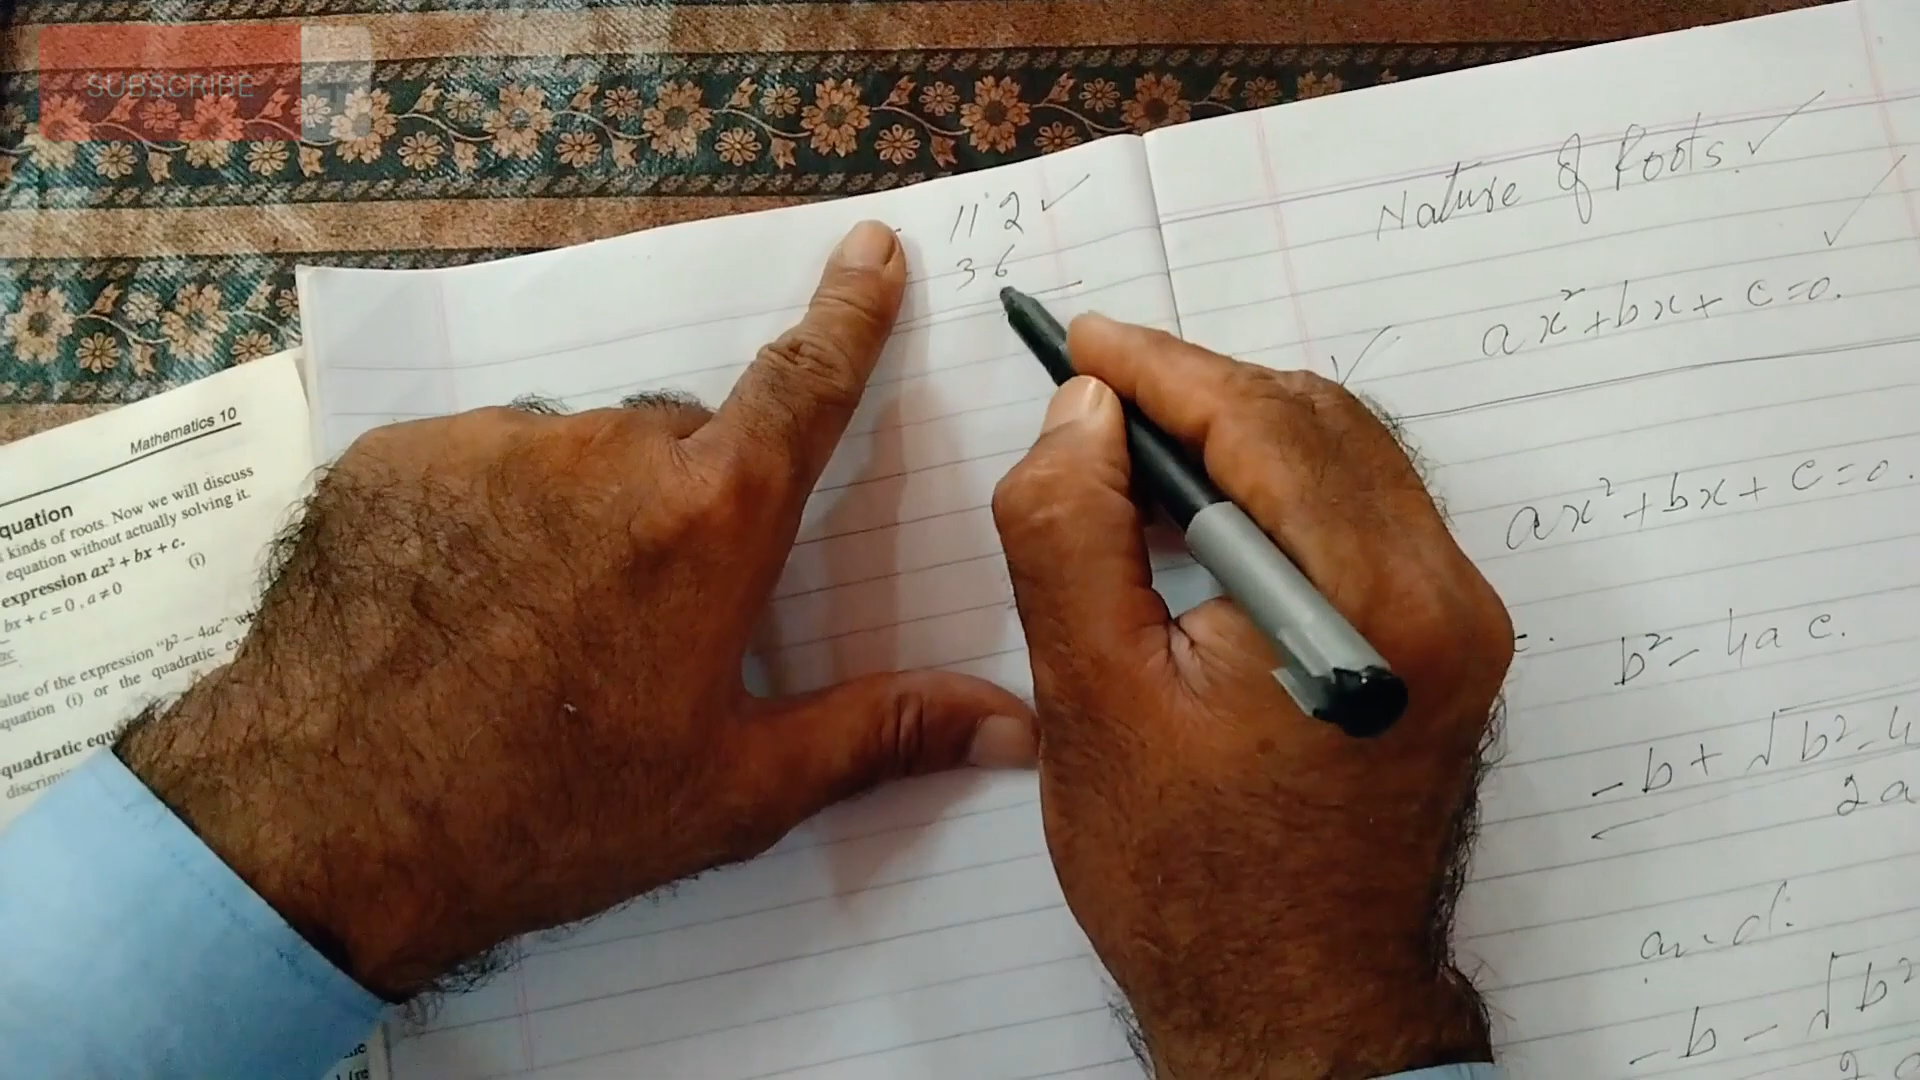 SUBSCRIBE
Mathematics 10
quation
kinds of roots. Now we will discuss
equation without actually solving it.
expression ax² + bx + c.
bx + c = 0 , a ≠ 0 (i)
alue of the expression "b² – 4ac"
quation (i) or the quadratic
quadratic equ
discrimi
112 ✓
36
Nature of Roots. ✓
ax² + bx + c = 0.
ax² + bx + c = 0.
b² - 4ac.
-b + √b² - 4
2a
and.
-b - √b²
2